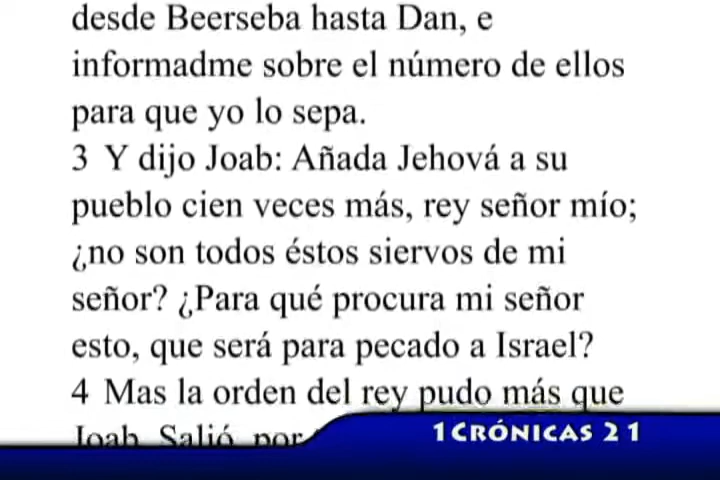 desde Beerseba hasta Dan, e
informadme sobre el número de ellos
para que yo lo sepa.
3 Y dijo Joab: Añada Jehová a su
pueblo cien veces más, rey señor mío;
¿no son todos éstos siervos de mi
señor? ¿Para qué procura mi señor
esto, que será para pecado a Israel?
4 Mas la orden del rey pudo más que
Joab. Salió, por
1CRÓNICAS 21